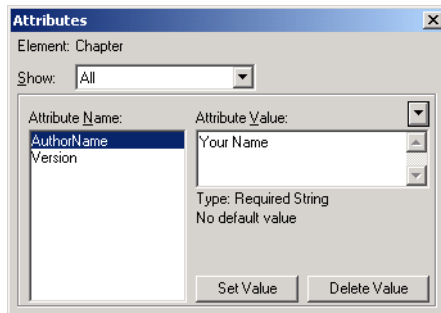 Attributes
Element: Chapter
Show: All
Attribute Name:
Attribute Value:
AuthorName
Version
Your Name
Type: Required String
No default value
Set Value
Delete Value